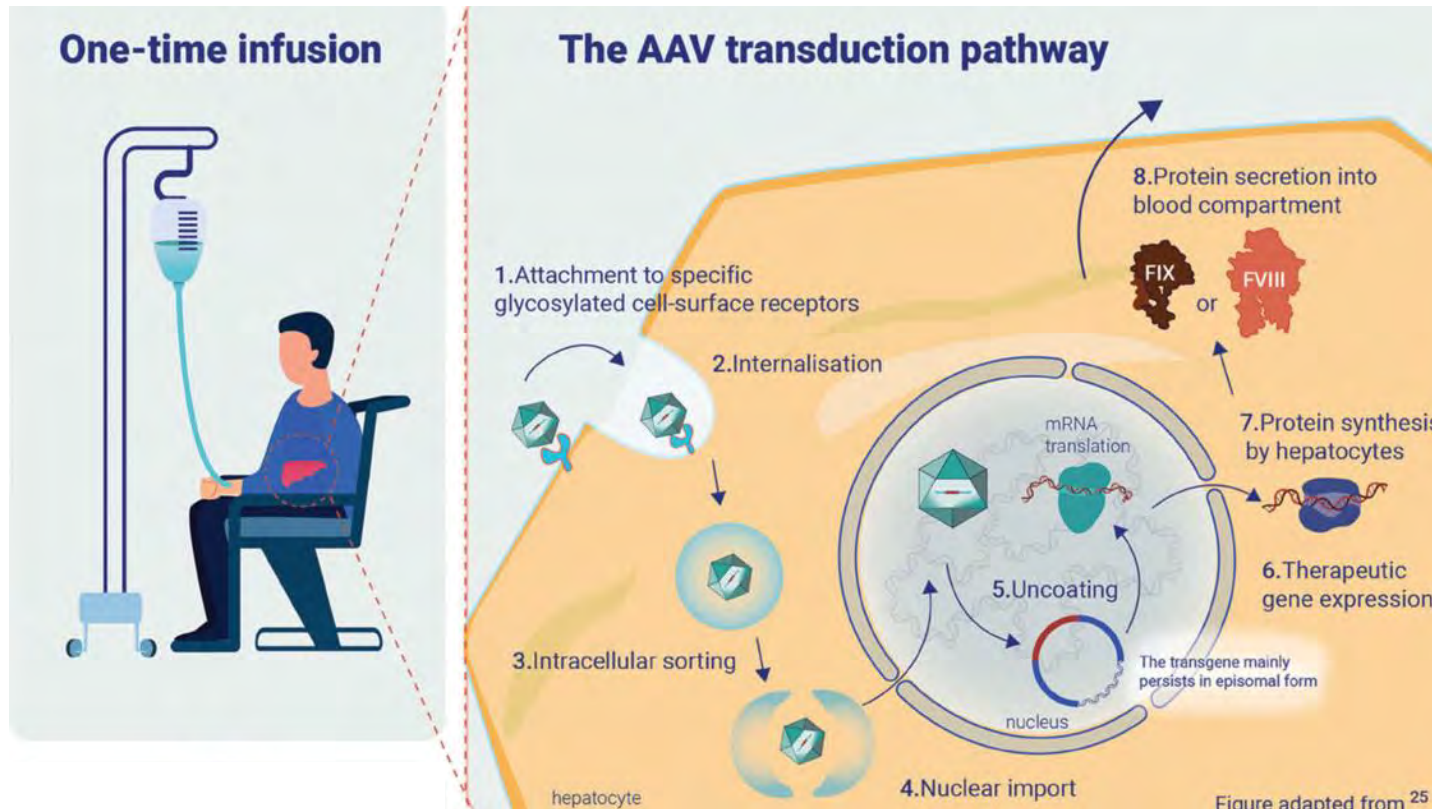 One-time infusion
The AAV transduction pathway
1.Attachment to specific
glycosylated cell-surface receptors
2.Internalisation
3.Intracellular sorting
hepatocyte
4.Nuclear import
5.Uncoating
mRNA
translation
The transgene mainly
persists in episomal form
nucleus
6.Therapeutic
gene expression
7.Protein synthesis
by hepatocytes
8.Protein secretion into
blood compartment
FIX
or
FVIII
Figure adapted from 25